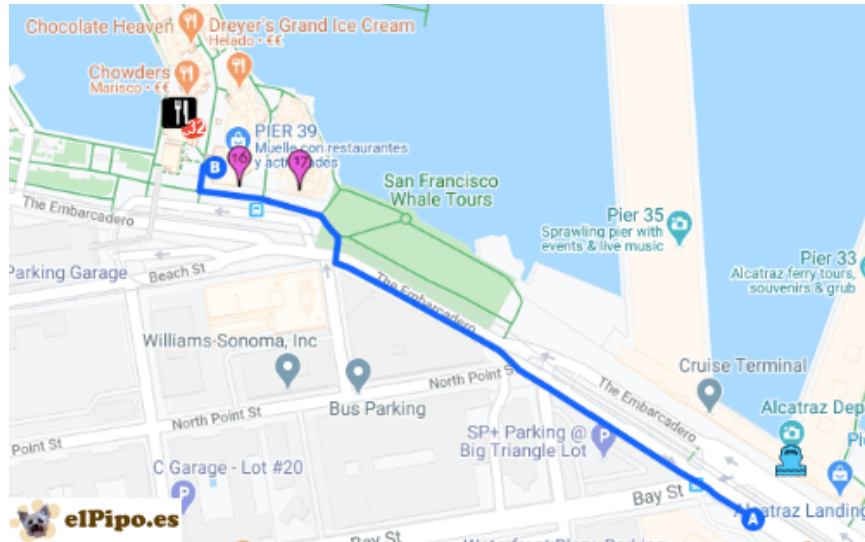 Chocolate Heaven
Dreyer's Grand Ice Cream
Helado • €€
Chowders
Marisco • €€
32
PIER 39
Muelle con restaurantes
y actividades
16
17
B
San Francisco
Whale Tours
Pier 35
Sprawling pier with
events & live music
Pier 33
Alcatraz ferry tours,
souvenirs & grub
The Embarcadero
Parking Garage
Beach St
The Embarcadero
Williams-Sonoma, Inc
North Point St
Cruise Terminal
The Embarcadero
Bus Parking
North Point St
Alcatraz Dep
Point St
SP+ Parking @
Big Triangle Lot
P
C Garage - Lot #20
P
Bay St
A
Alcatraz Landing
elPipo.es
Bay St